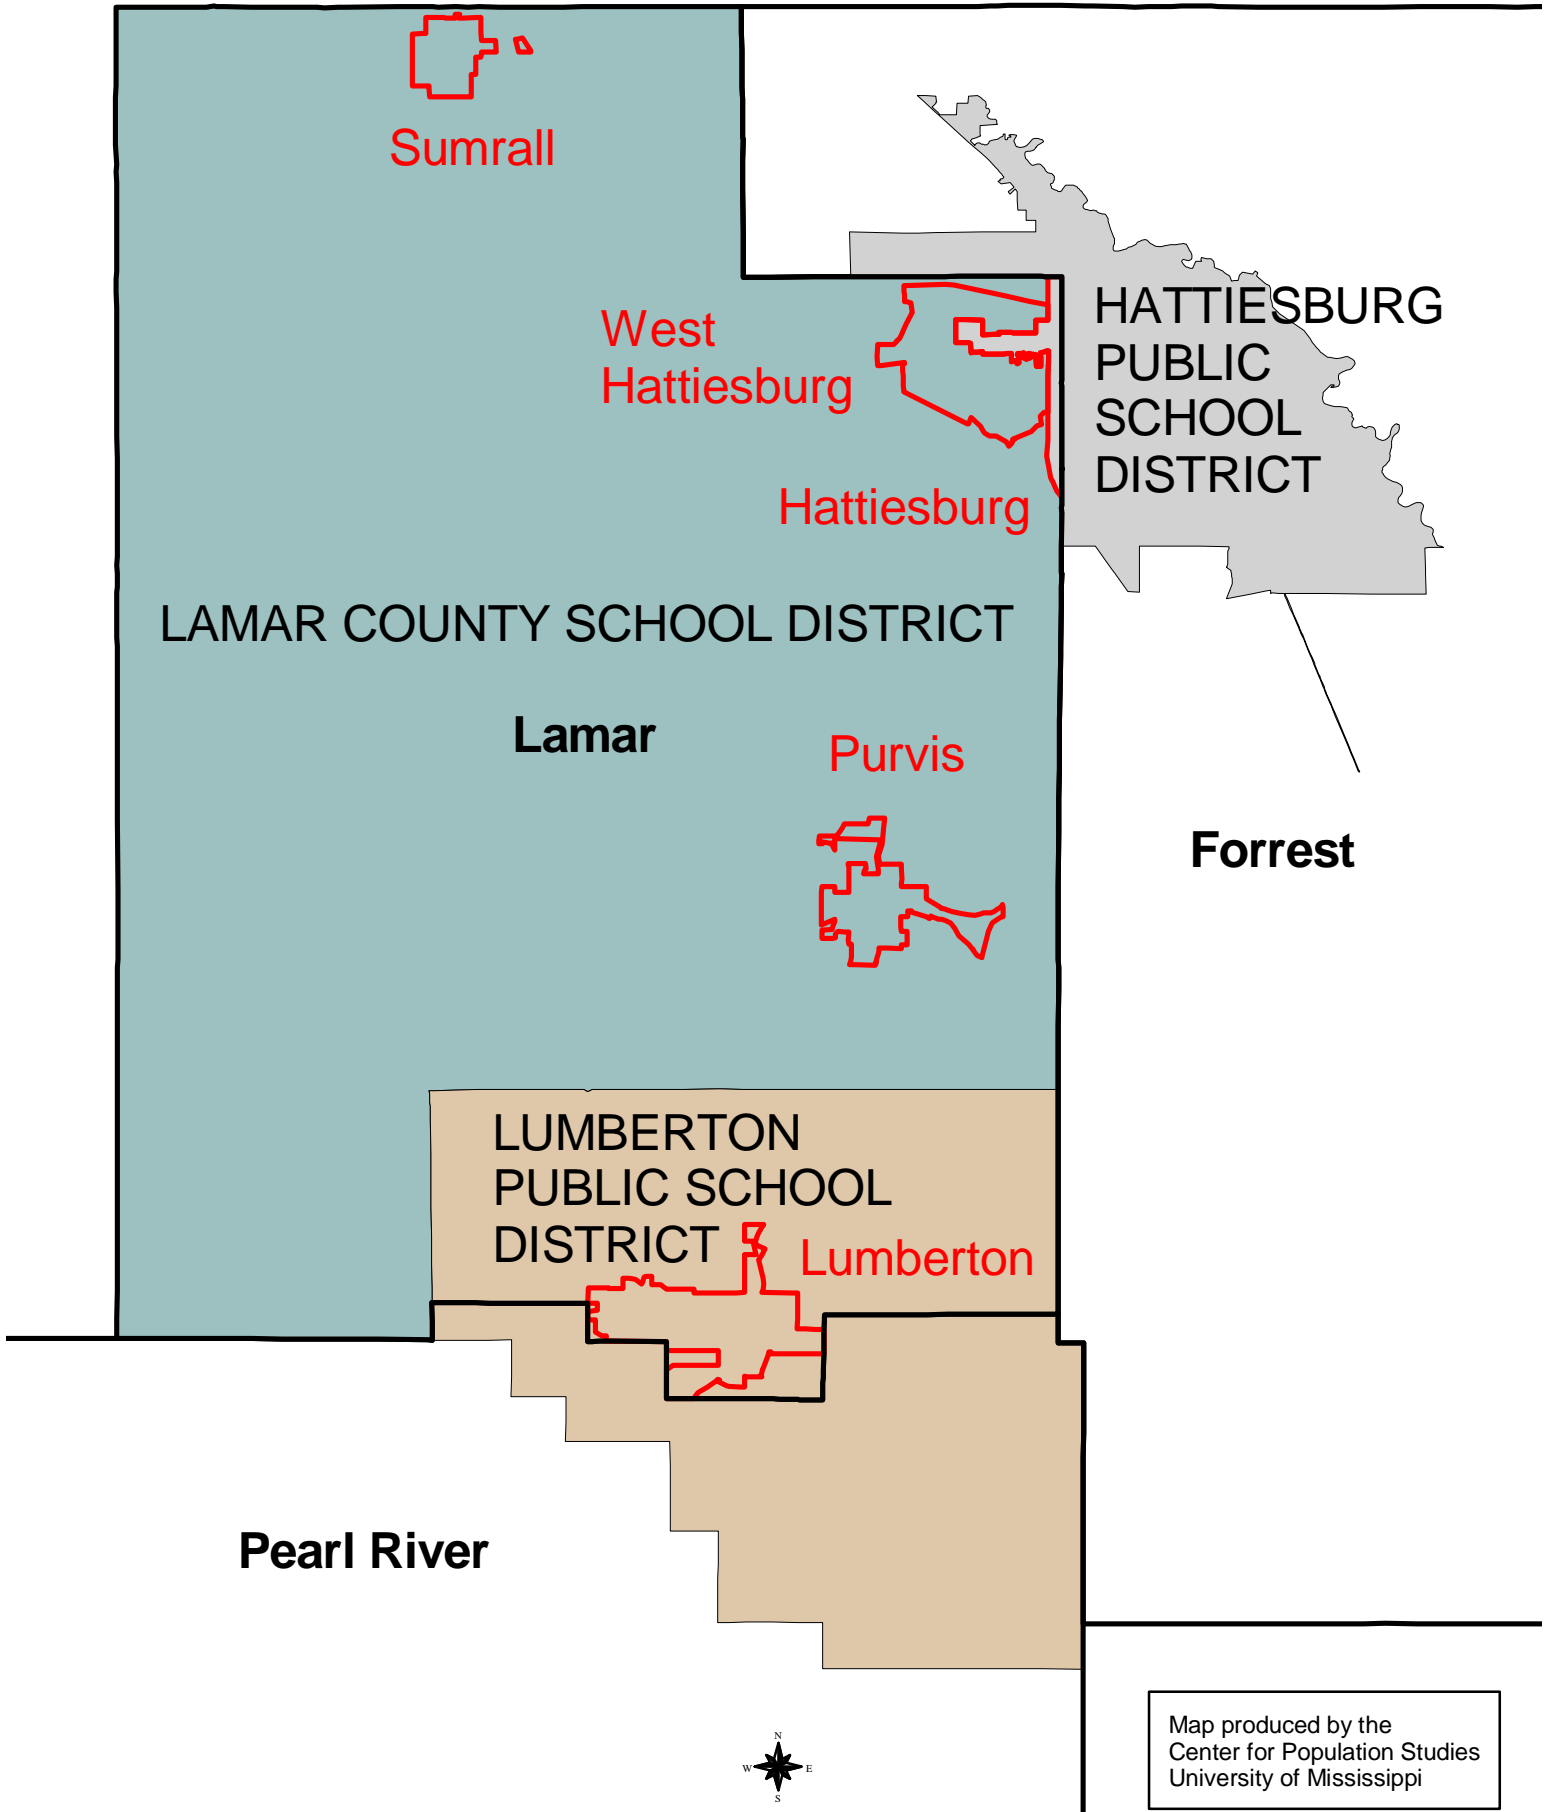 Sumrall
West
Hattiesburg
HATTIESBURG
PUBLIC
SCHOOL
DISTRICT
Hattiesburg
LAMAR COUNTY SCHOOL DISTRICT
Lamar
Purvis
Forrest
LUMBERTON
PUBLIC SCHOOL
DISTRICT
Lumberton
Pearl River
N
W
E
S
Map produced by the
Center for Population Studies
University of Mississippi